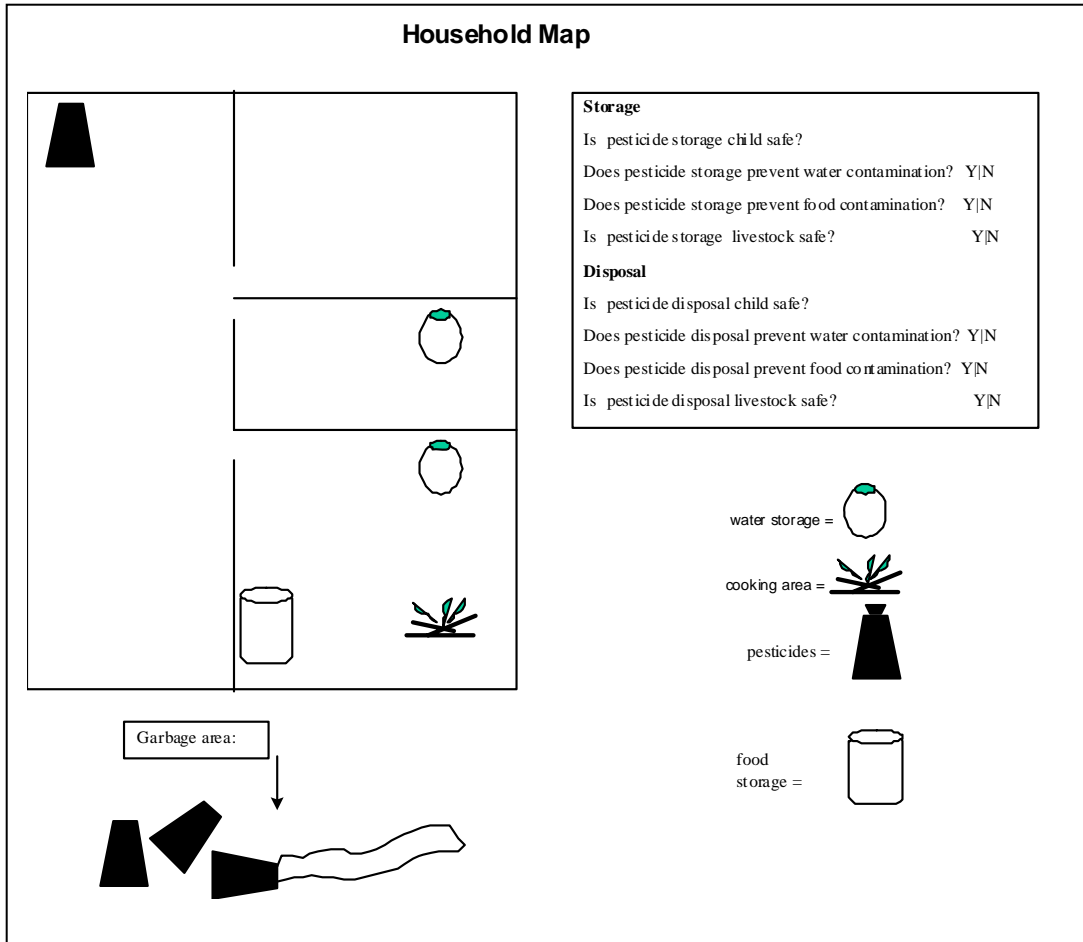 Household Map
Storage
Is pesticide storage child safe?
Does pesticide storage prevent water contamination? Y|N
Does pesticide storage prevent food contamination? Y|N
Is pesticide storage livestock safe? Y|N
Disposal
Is pesticide disposal child safe?
Does pesticide disposal prevent water contamination? Y|N
Does pesticide disposal prevent food contamination? Y|N
Is pesticide disposal livestock safe? Y|N
water storage =
cooking area =
pesticides =
food
storage =
Garbage area: